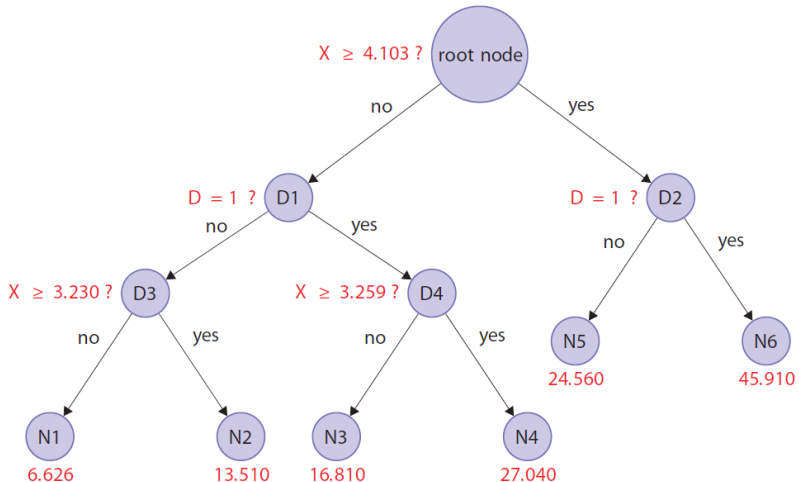 X ≥ 4.103 ? root node
no yes
D = 1 ? D1 D = 1 ? D2
no yes no yes
X ≥ 3.230 ? D3 X ≥ 3.259 ? D4
no yes no yes
N5 N6
24.560 45.910
N1 N2 N3 N4
6.626 13.510 16.810 27.040